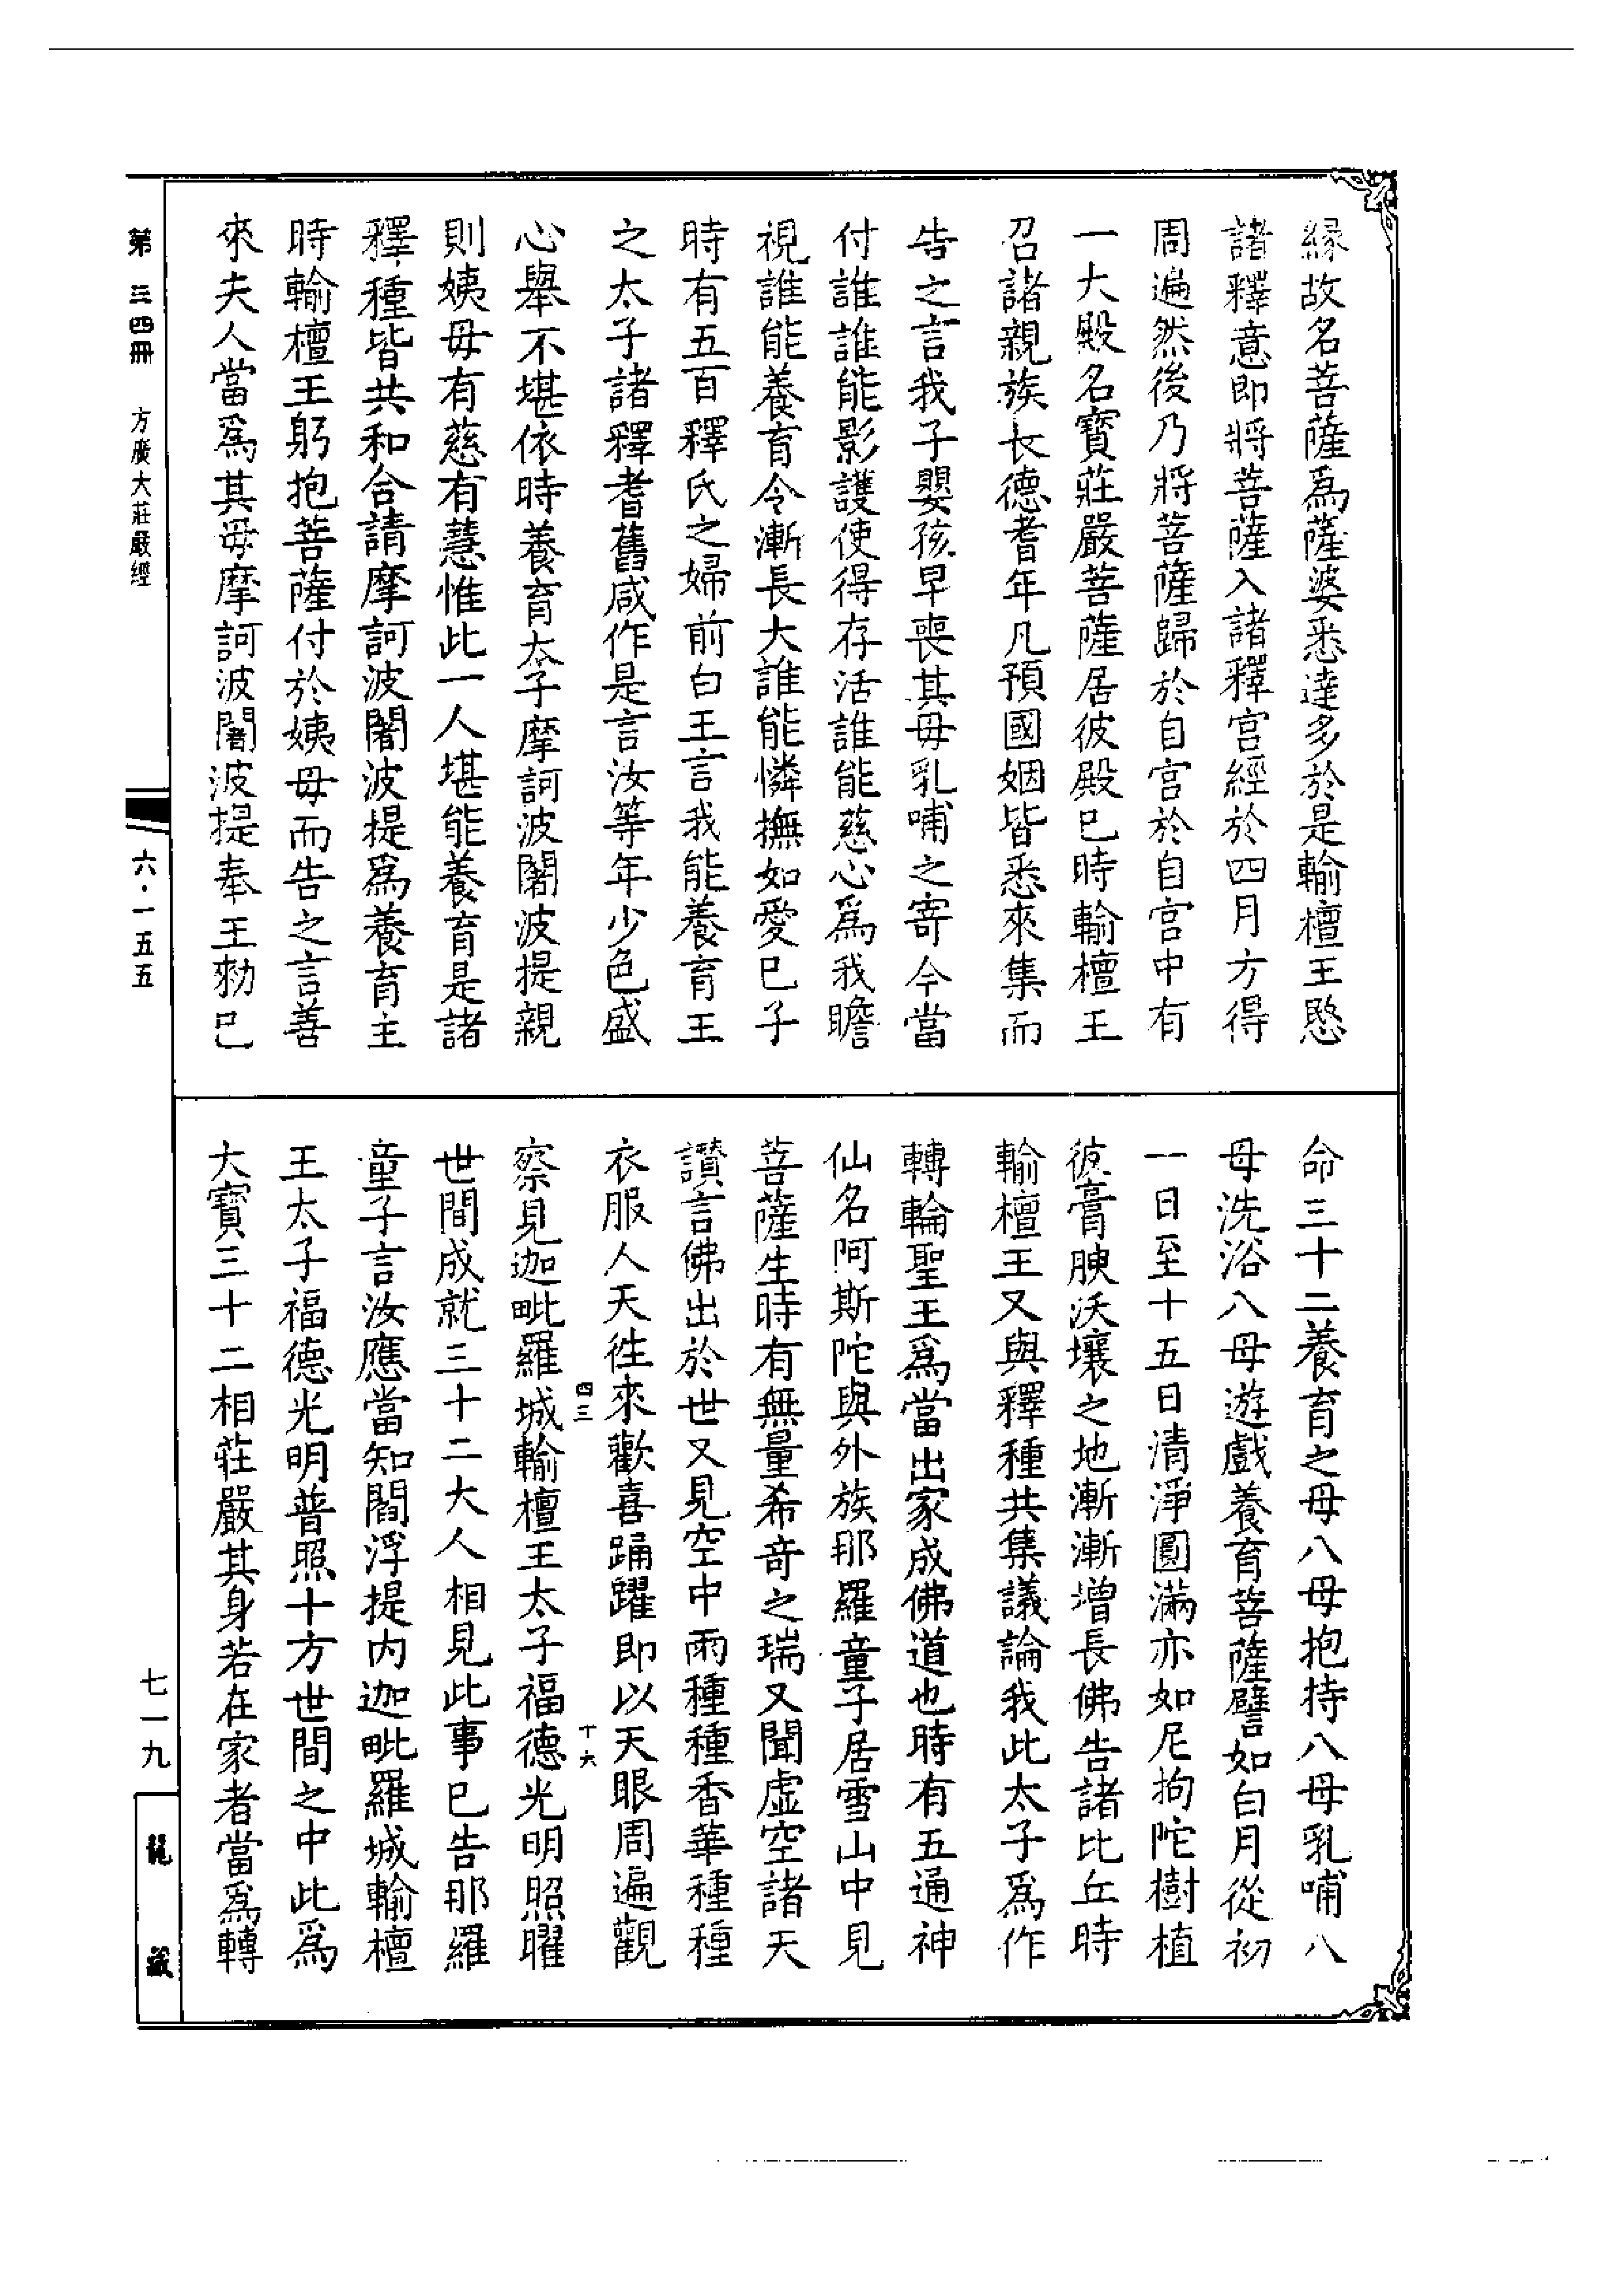 緣故名菩薩爲薩婆悉達多於是輸檀王愍
諸釋意即將菩薩入諸釋宮經於四月方得
周遍然後乃將菩薩歸於自宮於自宮中有
一大殿名寶莊嚴菩薩居彼殿已時輸檀王
召諸親族長德耆年凡預國姻皆悉來集而
告之言我子嬰孩早喪其母乳哺之寄今當
付誰誰能影護使得存活誰能慈心爲我瞻
視誰能養育令漸長大誰能憐撫如愛己子
時有五百釋氏之婦前白王言我能養育王
之太子諸釋耆舊咸作是言汝等年少色盛
心舉不堪依時養育太子摩訶波闍波提親
則姨母有慈有慧惟此一人堪能養育是諸
釋種皆共和合請摩訶波闍波提爲養育主
時輸檀王躬抱菩薩付於姨母而告之言善
來夫人當爲其母摩訶波闍波提奉王勑已
命三十二養育之母八母抱持八母乳哺八
母洗浴八母遊戲養育菩薩譬如白月從初
一日至十五日清淨圓滿亦如尼拘陀樹植
彼膏腴沃壤之地漸漸增長佛告諸比丘時
輸檀王又與釋種共集議論我此太子爲作
轉輪聖王爲當出家成佛道也時有五通神
仙名阿斯陀與外族那羅童子居雪山中見
菩薩生時有無量希奇之瑞又聞虛空諸天
讚言佛出於世又見空中雨種種香華種種
衣服人天往來歡喜踊躍即以天眼周遍觀
四三 十六
察見迦毗羅城輸檀王太子福德光明照曜
世間成就三十二大人相見此事已告那羅
童子言汝應當知閻浮提內迦毗羅城輸檀
王太子福德光明普照十方世間之中此爲
大寶三十二相莊嚴其身若在家者當爲轉
第三四冊 方廣大莊嚴經
六·一五五
七一九
龍藏